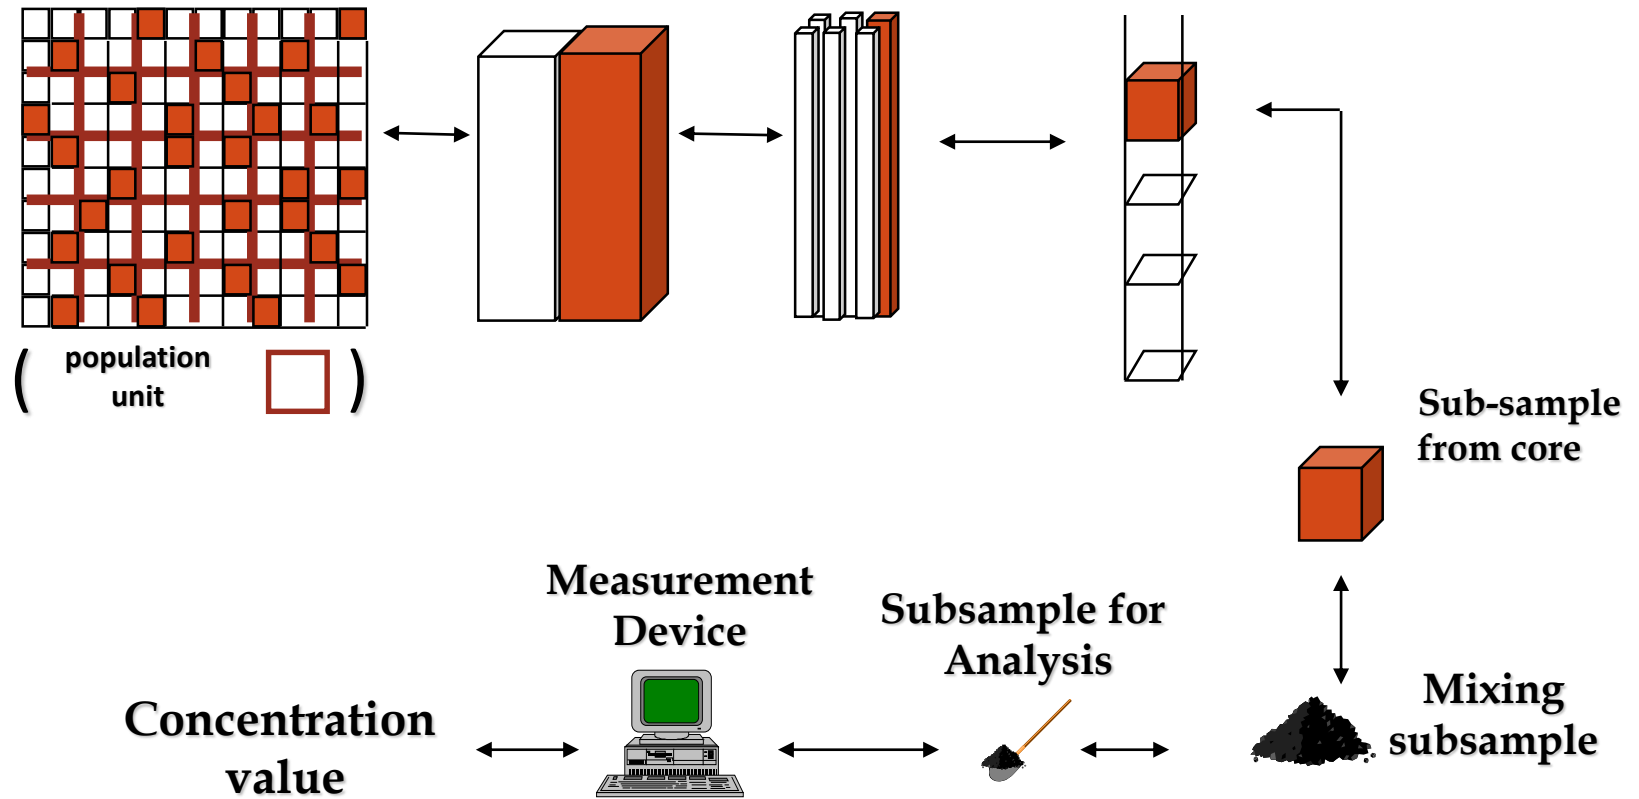 ( population
unit )
Sub-sample
from core
Mixing
subsample
Subsample for
Analysis
Measurement
Device
Concentration
value